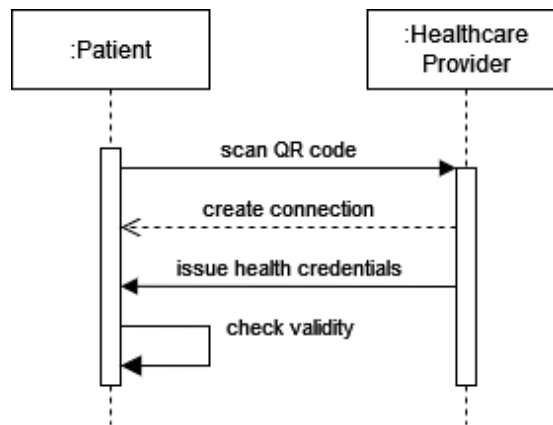 :Patient
:Healthcare
Provider
scan QR code
create connection
issue health credentials
check validity